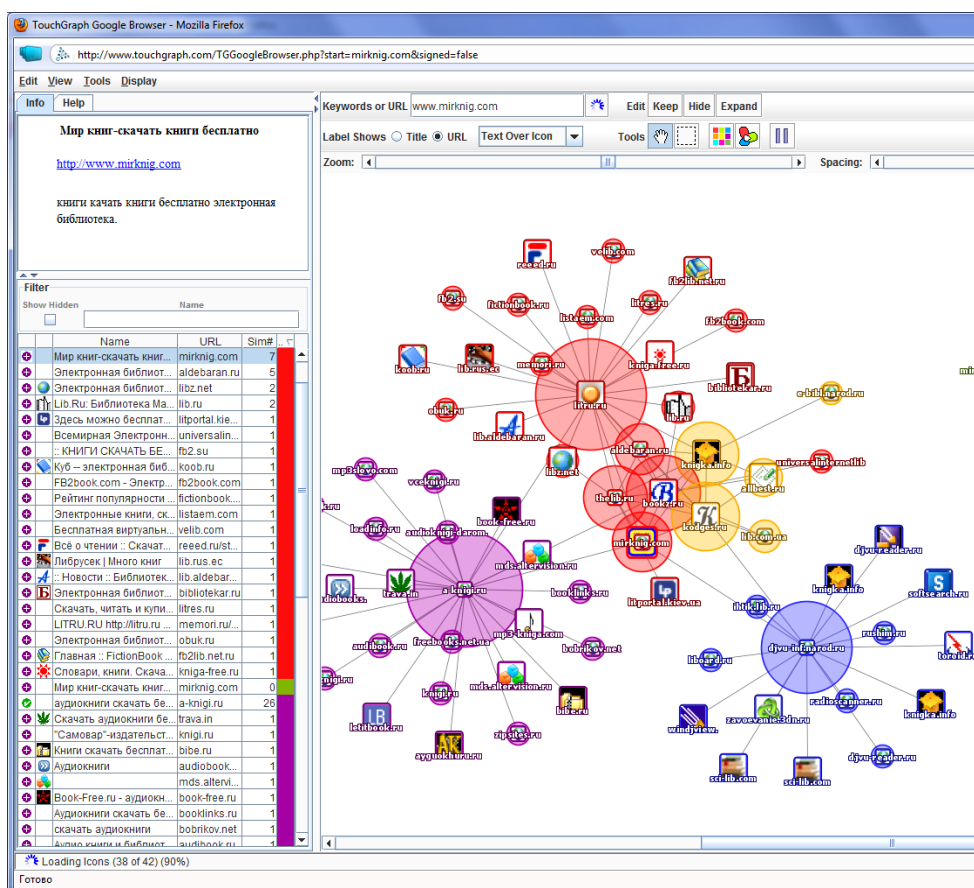 TouchGraph Google Browser - Mozilla Firefox
http://www.touchgraph.com/TGGoogleBrowser.php?start=mirknig.com&signed=false
Edit View Tools Display
Info Help
Мир книг-скачать книги бесплатно
http://www.mirknig.com
книги качать книги бесплатно электронная
библиотека.
Keywords or URL www.mirknig.com Edit Keep Hide Expand
Label Shows Title URL Text Over Icon Tools
Zoom: Spacing:
Filter
Show Hidden Name
Name URL Sim# ..
Мир книг-скачать книг... mirknig.com 7
Электронная библиот... aldebaran.ru 5
Электронная библиот... libz.net 2
Lib.Ru: Библиотека Ма... lib.ru 2
Здесь можно бесплат... litportal.kie... 1
Всемирная Электронн... universalin... 1
:: КНИГИ СКАЧАТЬ БЕ... fb2.su 1
Куб -- электронная биб... koob.ru 1
FB2book.com - Электр... fb2book.com 1
Рейтинг популярности ... fictionbook.... 1
Электронные книги, ск... listaem.com 1
Бесплатная виртуальн... velib.com 1
Всё о чтении :: Скачат... reeed.ru/st... 1
Либрусек | Много книг lib.rus.ec 1
:: Новости :: Библиотек... lib.aldebar... 1
Электронная библиот... bibliotekar.ru 1
Скачать, читать и купи... litres.ru 1
LITRU.RU http://litru.ru ... memori.ru/... 1
Электронная библиот... obuk.ru 1
Главная :: FictionBook ... fb2lib.net.ru 1
Словари, книги. Скача... kniga-free.ru 1
Мир книг-скачать книг... mirknig.com 0
аудиокниги скачать бе... a-knigi.ru 26
Скачать аудиокниги бе... trava.in 1
"Самовар"-издательст... knigi.ru 1
Книги скачать бесплат... bibe.ru 1
Аудиокниги audiobook... 1
mds.altervi... 1
Book-Free.ru - аудиокн... book-free.ru 1
Аудиокниги скачать бе... booklinks.ru 1
скачать аудиокниги bobrikov.net 1
Аудио книги и библиот... audibook.ru 1
velib.com
reeed.ru
fb2lib.net.ru
fb2.su
fictionbook.ru
litres.ru
listaem.com
fb2book.com
koob.ru
lib.rus.ec
memori.ru
kniga-free.ru
bibliotekar.ru
e-bibl.narod.ru
litru.ru
obuk.ru
lib.ru
lib.aldebaran.ru
aldebaran.ru
mp3slovo.com
libz.net
knigka.info
universalinternetlib
vceknigi.ru
allbest.ru
thelib.ru
bookz.ru
book-free.ru
kodges.ru
loadinfo.ru
audioknigi-darom.
lib.com.ua
mirknig.com
djvu-reader.ru
mds.altervision.ru
knigka.info
softsearch.ru
diobooks.
trava.in
a-knigi.ru
booklinks.ru
litportal.kiev.ua
ihtik.lib.ru
mp3-kniga.com
rushim.ru
audibook.ru
freebooks.net.ua
bobrikov.net
djvu-inf.narod.ru
liboard.ru
mds.altervision.ru
knigi.ru
radioscanner.ru
knigka.info
letitbook.ru
bibe.ru
zavoevanie.3dn.ru
windjview.
zipsites.ru
ayguokhuru.ru
djvu-reader.ru
sci-lib.com
sci-lib.com
Loading Icons (38 of 42) (90%)
Готово